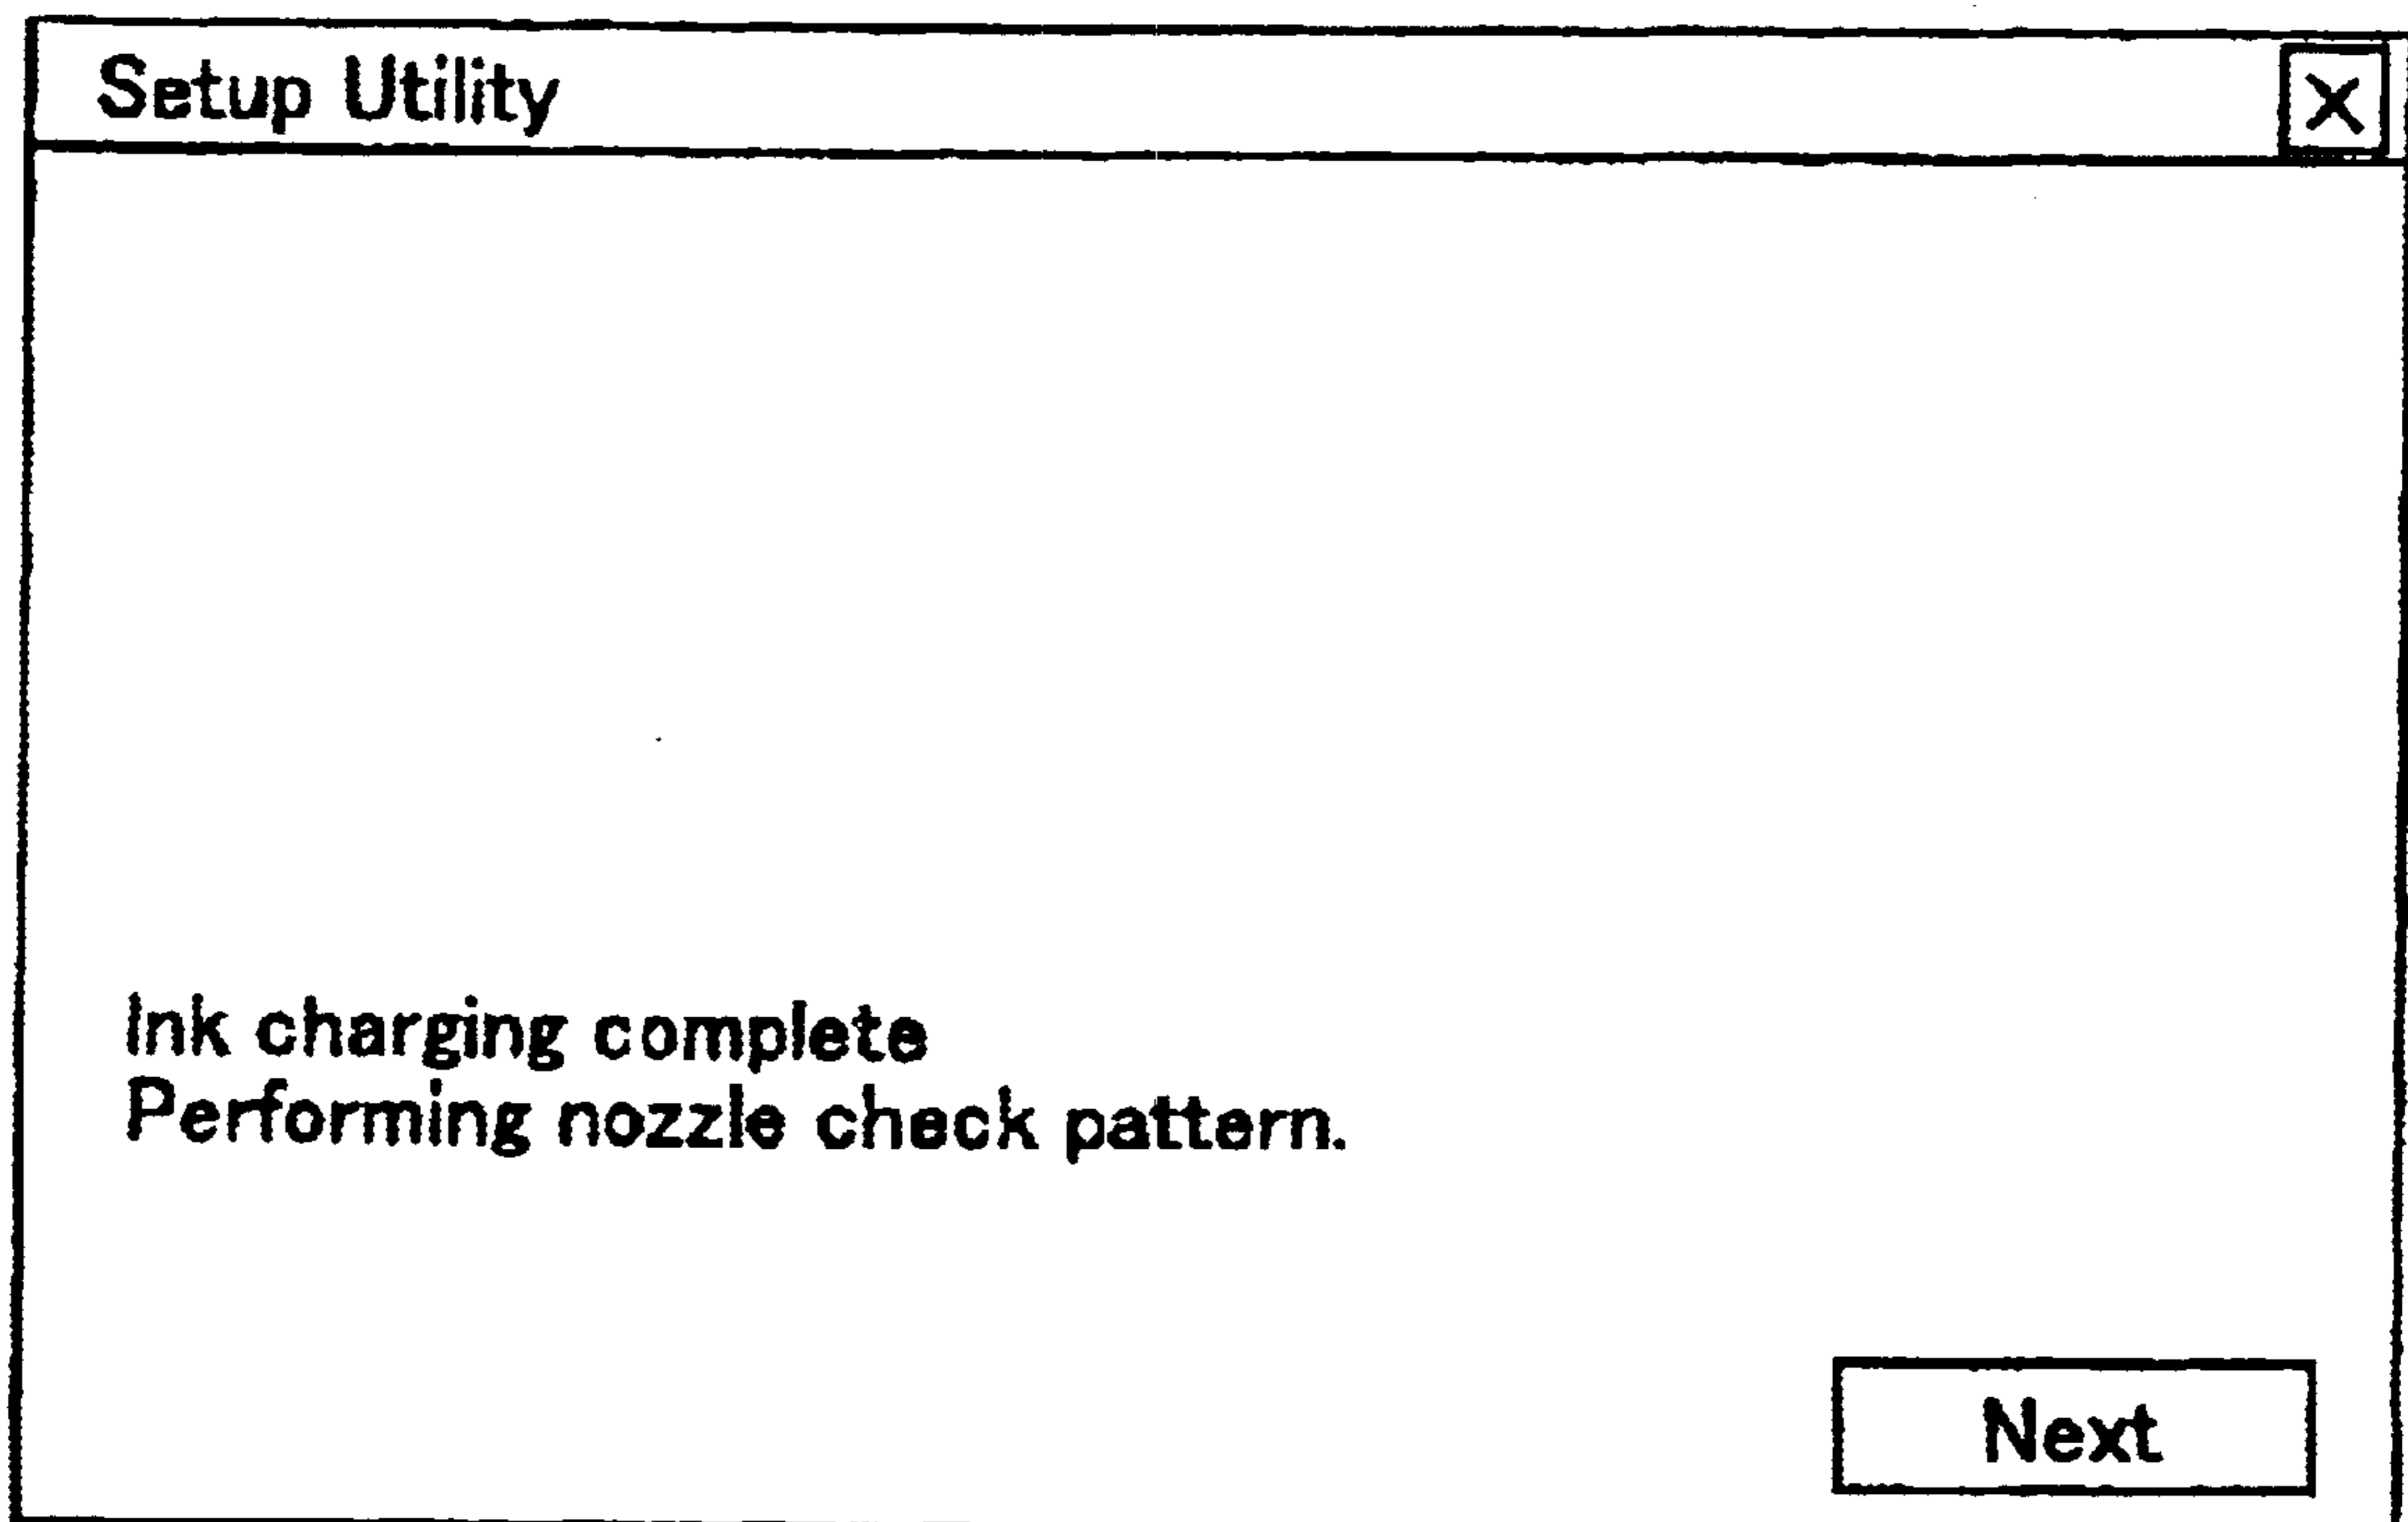 Setup Utility
X
Ink charging complete
Performing nozzle check pattern.
Next